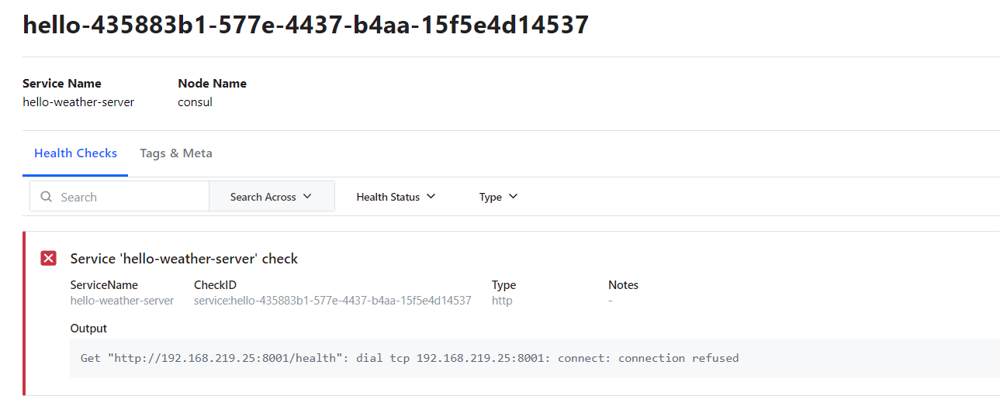 hello-435883b1-577e-4437-b4aa-15f5e4d14537
Service Name Node Name
hello-weather-server consul
Health Checks Tags & Meta
Search Search Across Health Status Type
Service 'hello-weather-server' check
ServiceName CheckID Type Notes
hello-weather-server service:hello-435883b1-577e-4437-b4aa-15f5e4d14537 http -
Output
Get "http://192.168.219.25:8001/health": dial tcp 192.168.219.25:8001: connect: connection refused